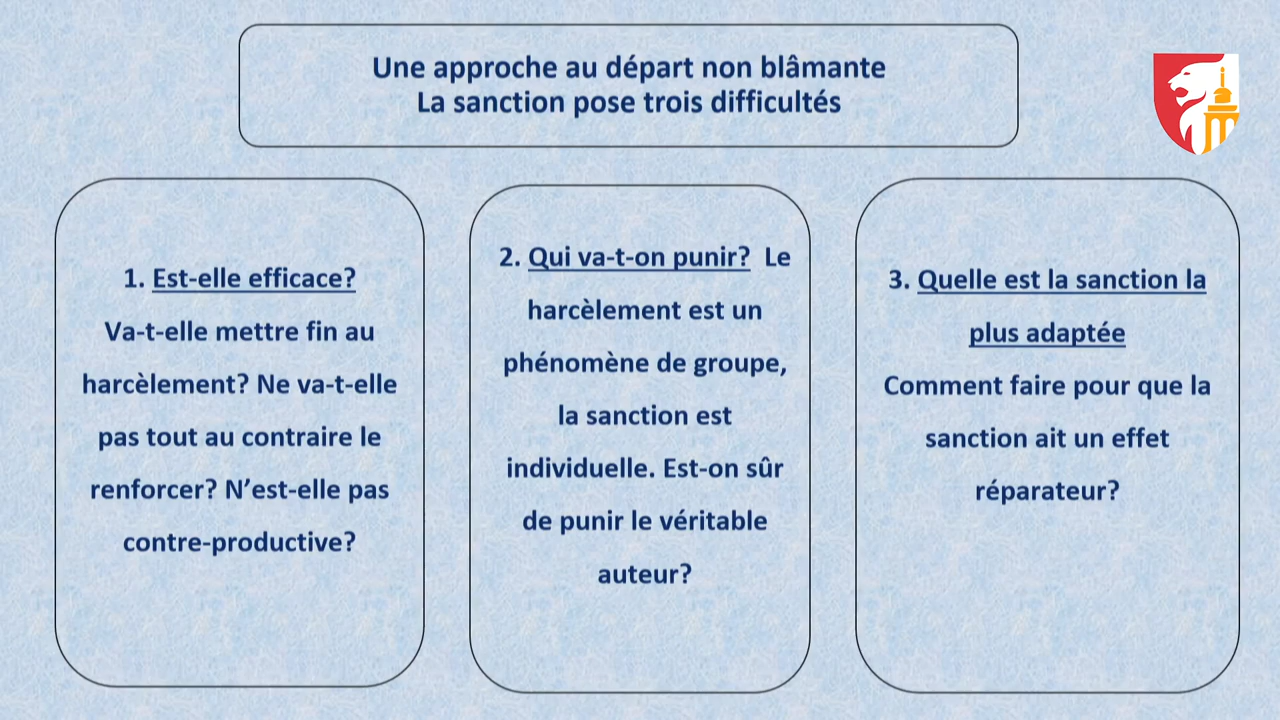 Une approche au départ non blâmante
La sanction pose trois difficultés
1. Est-elle efficace?
Va-t-elle mettre fin au
harcèlement? Ne va-t-elle
pas tout au contraire le
renforcer? N’est-elle pas
contre-productive?
2. Qui va-t-on punir?  Le
harcèlement est un
phénomène de groupe,
la sanction est
individuelle. Est-on sûr
de punir le véritable
auteur?
3. Quelle est la sanction la
plus adaptée
Comment faire pour que la
sanction ait un effet
réparateur?